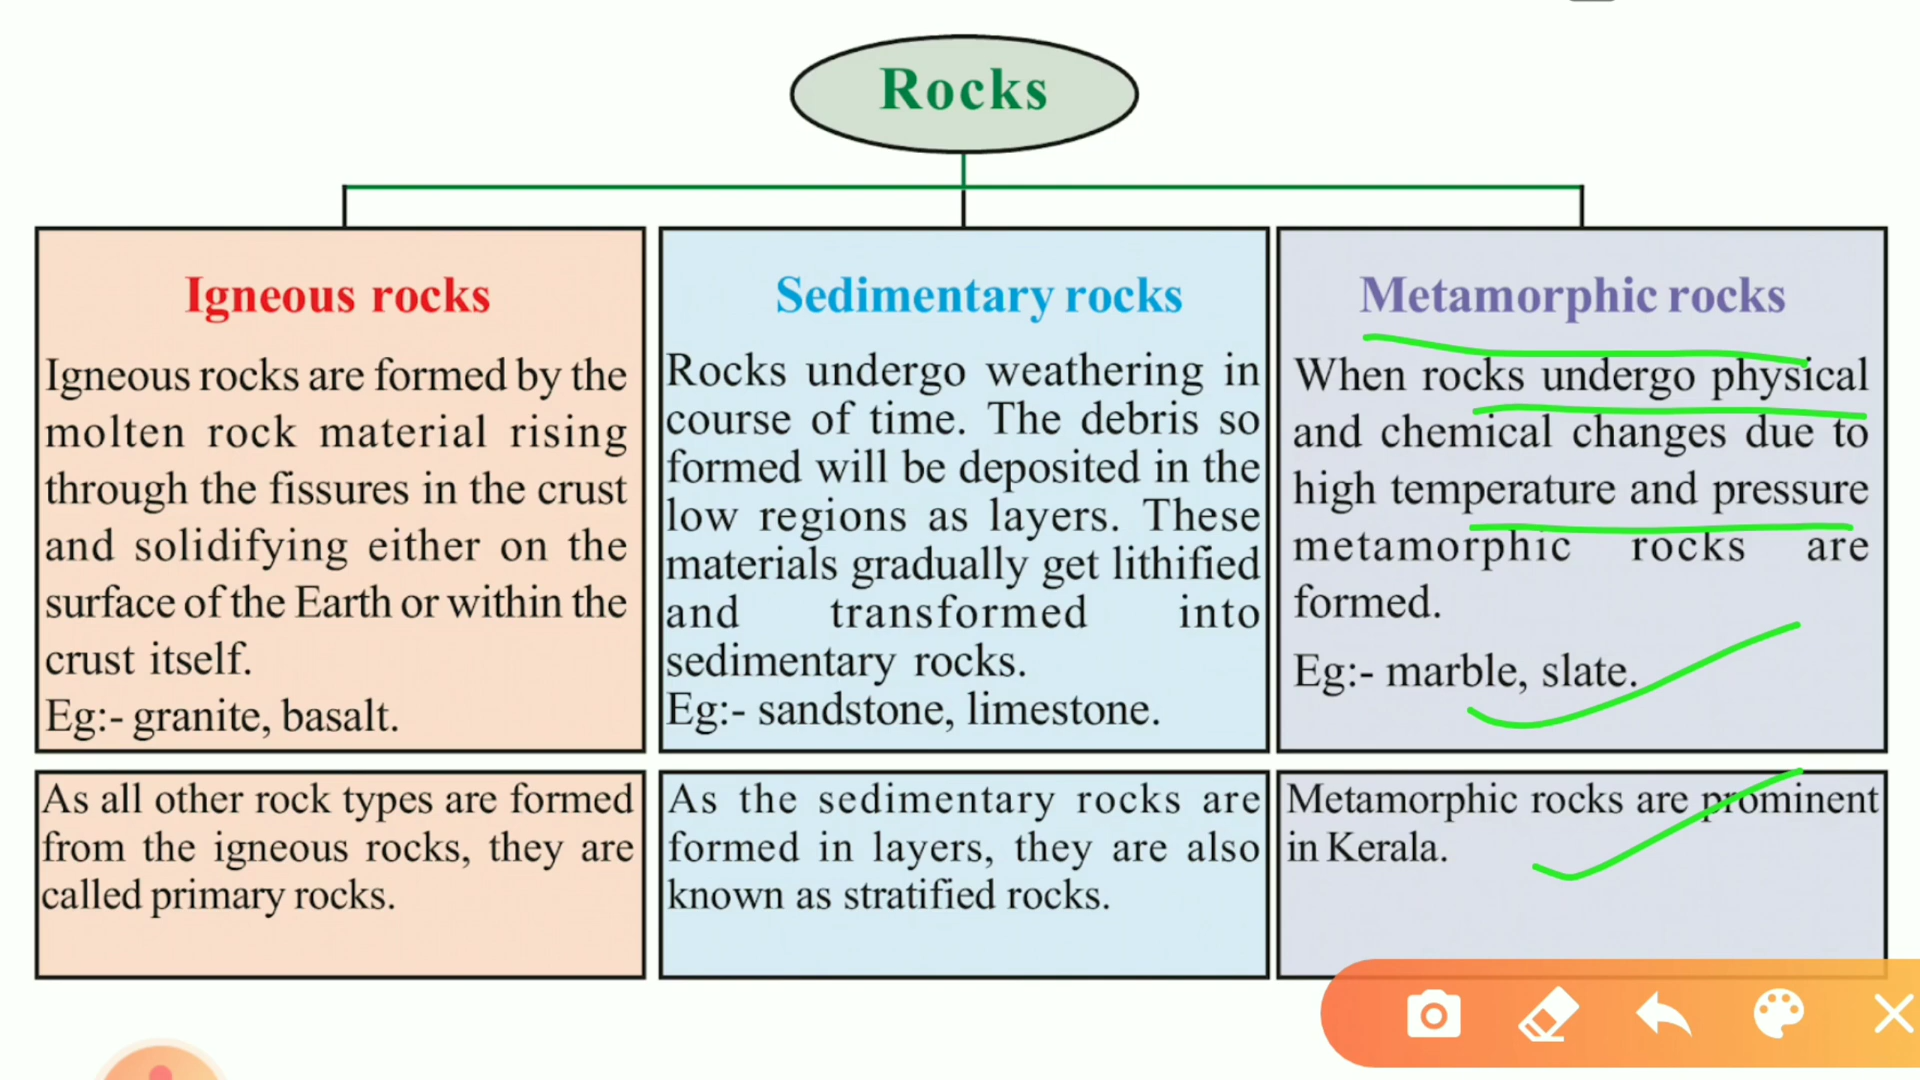 Rocks
Igneous rocks
Igneous rocks are formed by the
molten rock material rising
through the fissures in the crust
and solidifying either on the
surface of the Earth or within the
crust itself.
Eg:- granite, basalt.
As all other rock types are formed
from the igneous rocks, they are
called primary rocks.
Sedimentary rocks
Rocks undergo weathering in
course of time. The debris so
formed will be deposited in the
low regions as layers. These
materials gradually get lithified
and transformed into
sedimentary rocks.
Eg:- sandstone, limestone.
As the sedimentary rocks are
formed in layers, they are also
known as stratified rocks.
Metamorphic rocks
When rocks undergo physical
and chemical changes due to
high temperature and pressure
metamorphic rocks are
formed.
Eg:- marble, slate.
Metamorphic rocks are prominent
in Kerala.